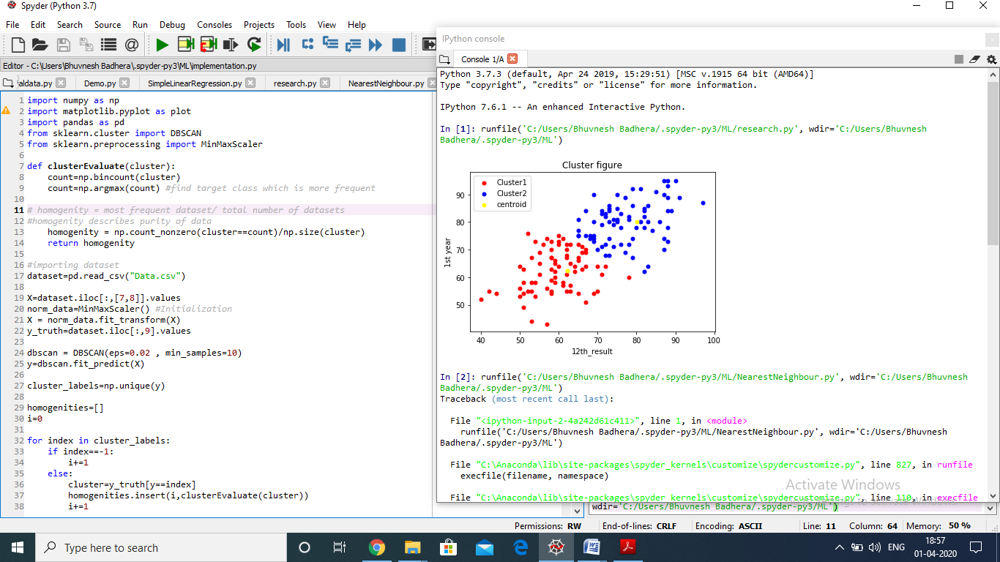 Spyder (Python 3.7)
File Edit Search Source Run Debug Consoles Projects Tools View Help
Editor - C:\Users\Bhuvnesh Badhera\.spyder-py3\ML\implementation.py
aldata.py Demo.py SimpleLinearRegression.py research.py NearestNeighbour.py
1 import numpy as np
2 import matplotlib.pyplot as plot
3 import pandas as pd
4 from sklearn.cluster import DBSCAN
5 from sklearn.preprocessing import MinMaxScaler
6
7 def clusterEvaluate(cluster):
8     count=np.bincount(cluster)
9     count=np.argmax(count) #find target class which is more frequent
10
11 # homogenity = most frequent dataset/ total number of datasets
12 #homogenity describes purity of data
13     homogenity = np.count_nonzero(cluster==count)/np.size(cluster)
14     return homogenity
15
16 #importing dataset
17 dataset=pd.read_csv("Data.csv")
18
19 X=dataset.iloc[:,[7,8]].values
20 norm_data=MinMaxScaler() #Initialization
21 X = norm_data.fit_transform(X)
22 y_truth=dataset.iloc[:,9].values
23
24 dbscan = DBSCAN(eps=0.02 , min_samples=10)
25 y=dbscan.fit_predict(X)
26
27 cluster_labels=np.unique(y)
28
29 homogenities=[]
30 i=0
31
32 for index in cluster_labels:
33     if index==-1:
34         i+=1
35     else:
36         cluster=y_truth[y==index]
37         homogenities.insert(i,clusterEvaluate(cluster))
38         i+=1
IPython console
Console 1/A
Python 3.7.3 (default, Apr 24 2019, 15:29:51) [MSC v.1915 64 bit (AMD64)]
Type "copyright", "credits" or "license" for more information.
IPython 7.6.1 -- An enhanced Interactive Python.
In [1]: runfile('C:/Users/Bhuvnesh Badhera/.spyder-py3/ML/research.py', wdir='C:/Users/Bhuvnesh
Badhera/.spyder-py3/ML')
Cluster figure
Cluster1
Cluster2
centroid
90
80
70
60
50
1st year
40 50 60 70 80 90 100
12th_result
In [2]: runfile('C:/Users/Bhuvnesh Badhera/.spyder-py3/ML/NearestNeighbour.py', wdir='C:/Users/Bhuvnesh
Badhera/.spyder-py3/ML')
Traceback (most recent call last):
File "<ipython-input-2-4a242d61c411>", line 1, in <module>
runfile('C:/Users/Bhuvnesh Badhera/.spyder-py3/ML/NearestNeighbour.py', wdir='C:/Users/Bhuvnesh
Badhera/.spyder-py3/ML')
File "C:\Anaconda\lib\site-packages\spyder_kernels\customize\spydercustomize.py", line 827, in runfile
execfile(filename, namespace)
Activate Windows
File "C:\Anaconda\lib\site-packages\spyder_kernels\customize\spydercustomize.py", line 110, in execfile
wdir='C:/Users/Bhuvnesh Badhera/.spyder-py3/ML')
Permissions: RW End-of-lines: CRLF Encoding: ASCII Line: 11 Column: 64 Memory: 50 %
Type here to search
ENG
18:57
01-04-2020